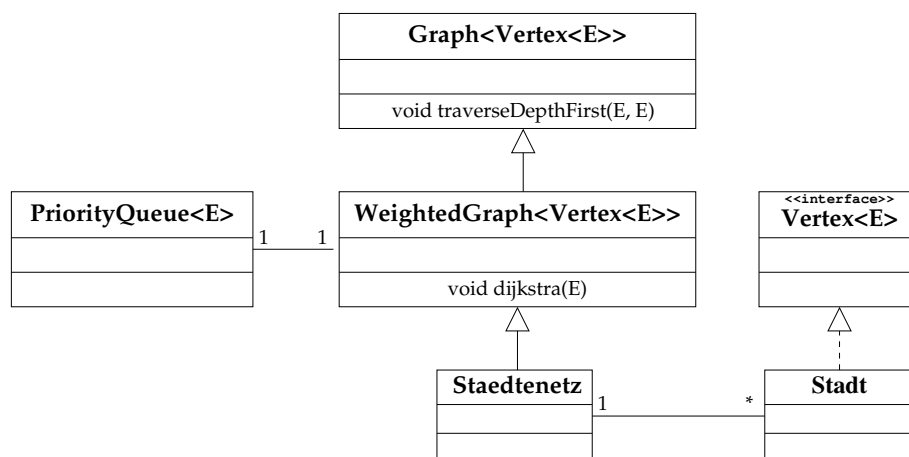 Graph<Vertex<E>>
void traverseDepthFirst(E, E)
PriorityQueue<E>
WeightedGraph<Vertex<E>>
<<interface>>
Vertex<E>
1
1
void dijkstra(E)
Staedtenetz
Stadt
1
*